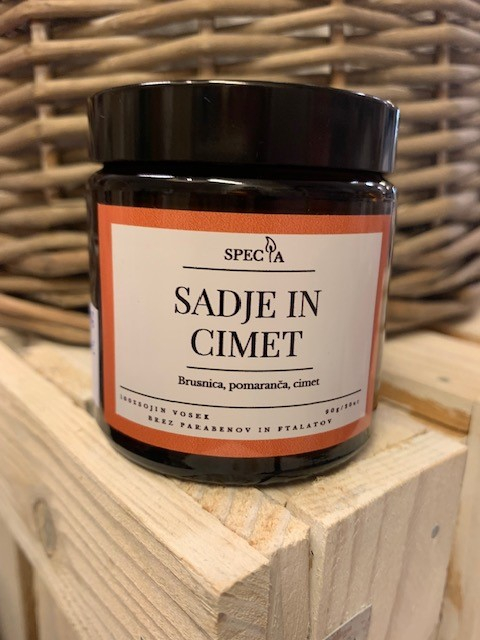 SPECIA
SADJE IN
CIMET
Brusnica, pomaranča, cimet
100%SOJIN VOSEK
BREZ PARABENOV IN FTALATOV